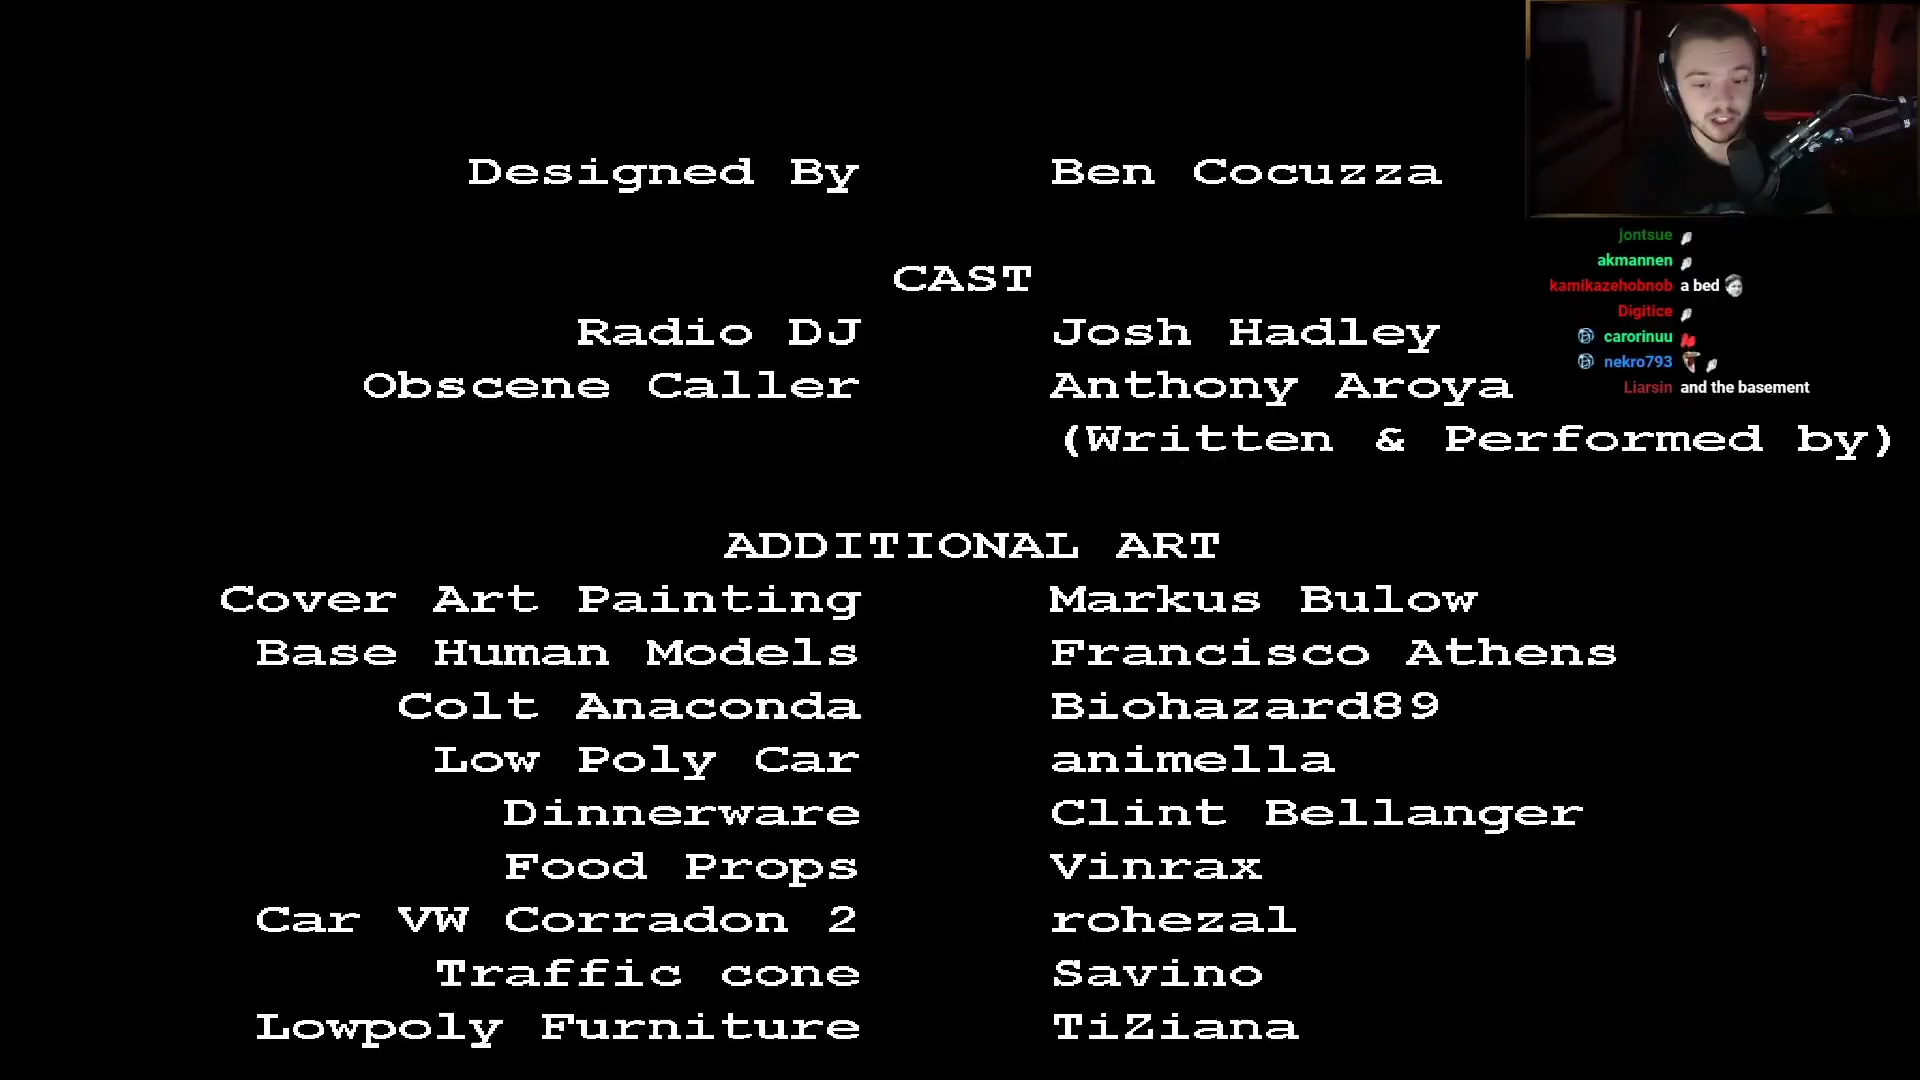 Designed By Ben Cocuzza
CAST
Radio DJ Josh Hadley
Obscene Caller Anthony Aroya
(Written & Performed by)
ADDITIONAL ART
Cover Art Painting Markus Bulow
Base Human Models Francisco Athens
Colt Anaconda Biohazard89
Low Poly Car animella
Dinnerware Clint Bellanger
Food Props Vinrax
Car VW Corradon 2 rohezal
Traffic cone Savino
Lowpoly Furniture TiZiana
jontsue
akmannen
kamikazehobnob a bed
Digitice
carorinuu
nekro793
Liarsin and the basement